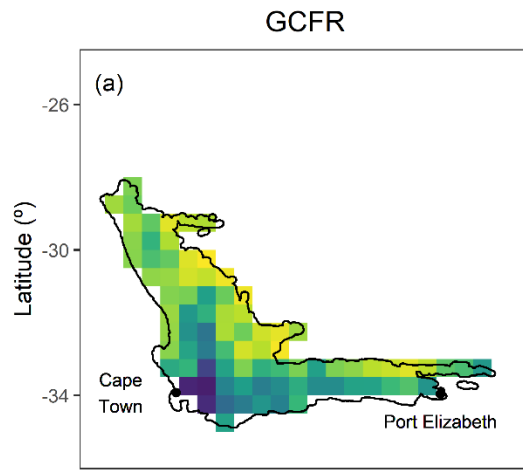 GCFR
(a)
-26
-30
-34
Latitude (º)
Cape
Town
Port Elizabeth